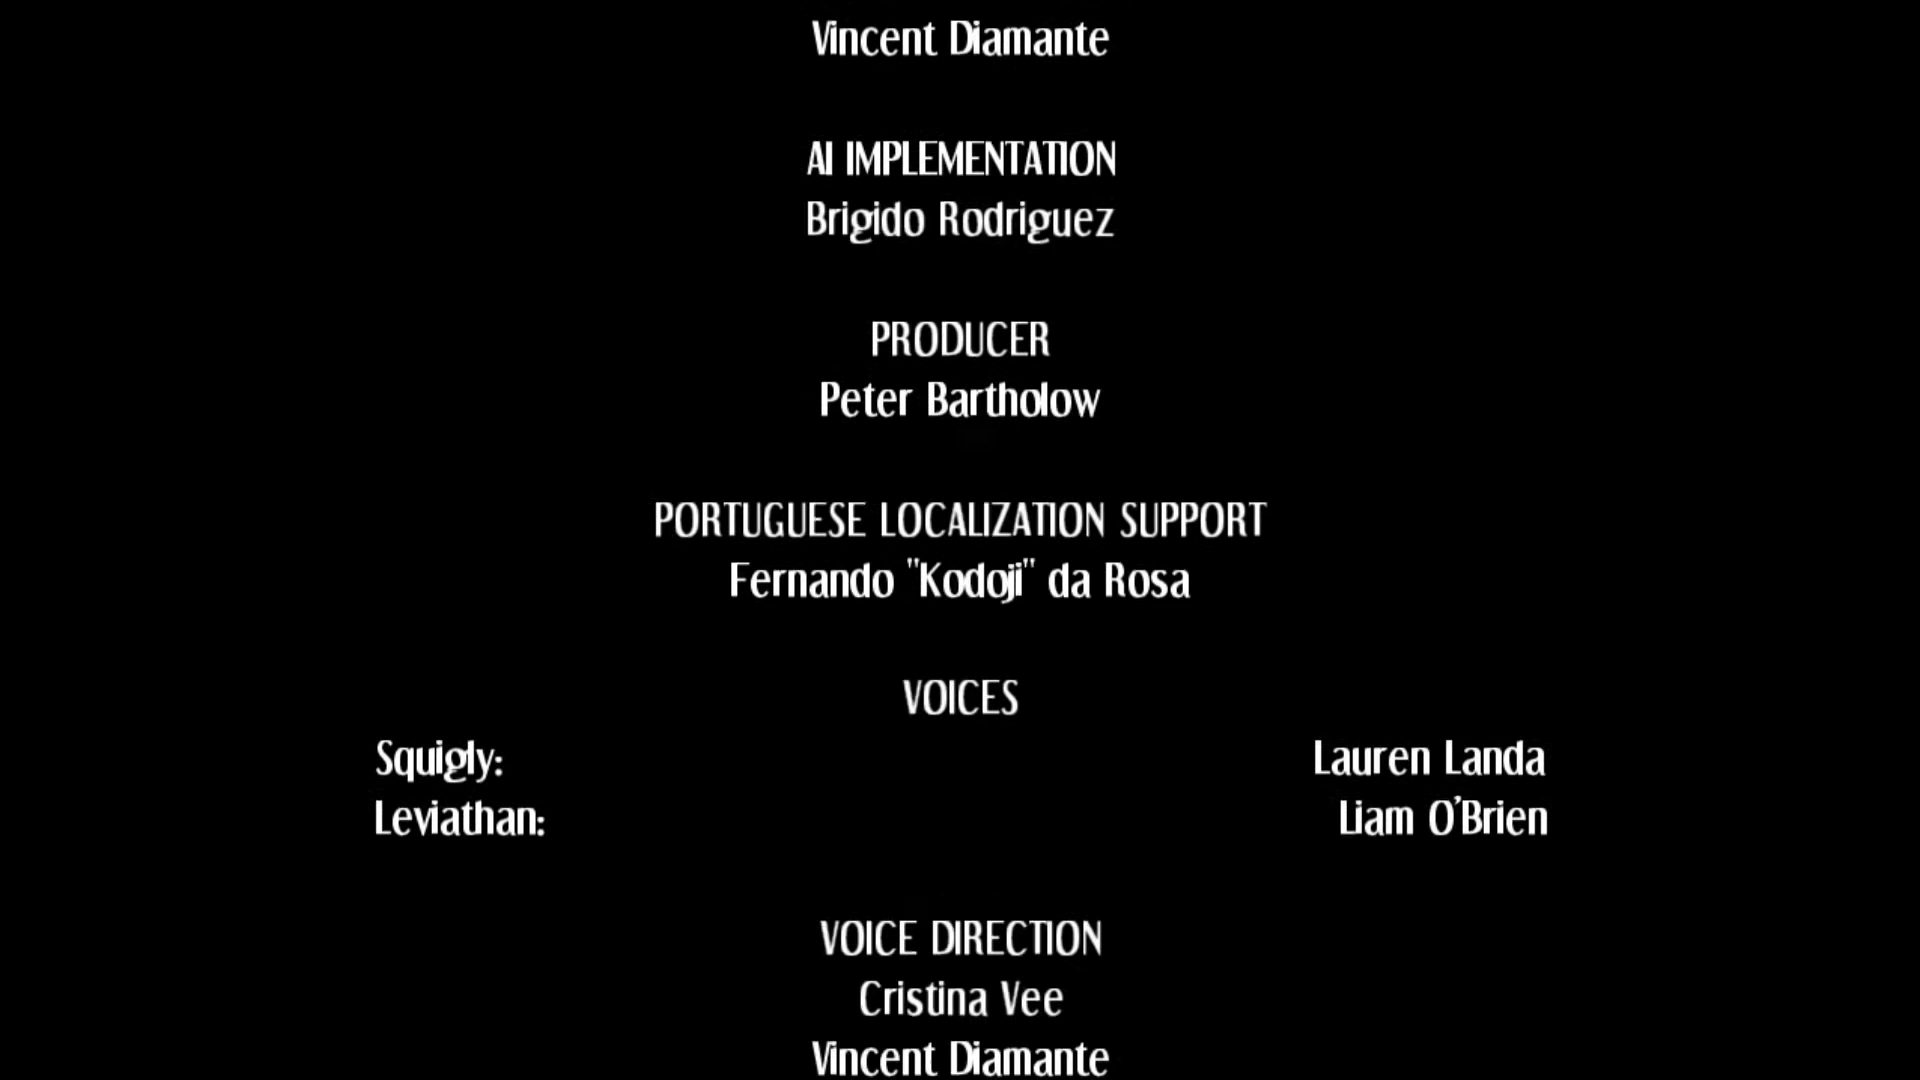 Vincent Diamante
AI IMPLEMENTATION
Brigido Rodriguez
PRODUCER
Peter Bartholow
PORTUGUESE LOCALIZATION SUPPORT
Fernando "Kodoji" da Rosa
VOICES
Squigly: Lauren Landa
Leviathan: Liam O'Brien
VOICE DIRECTION
Cristina Vee
Vincent Diamante